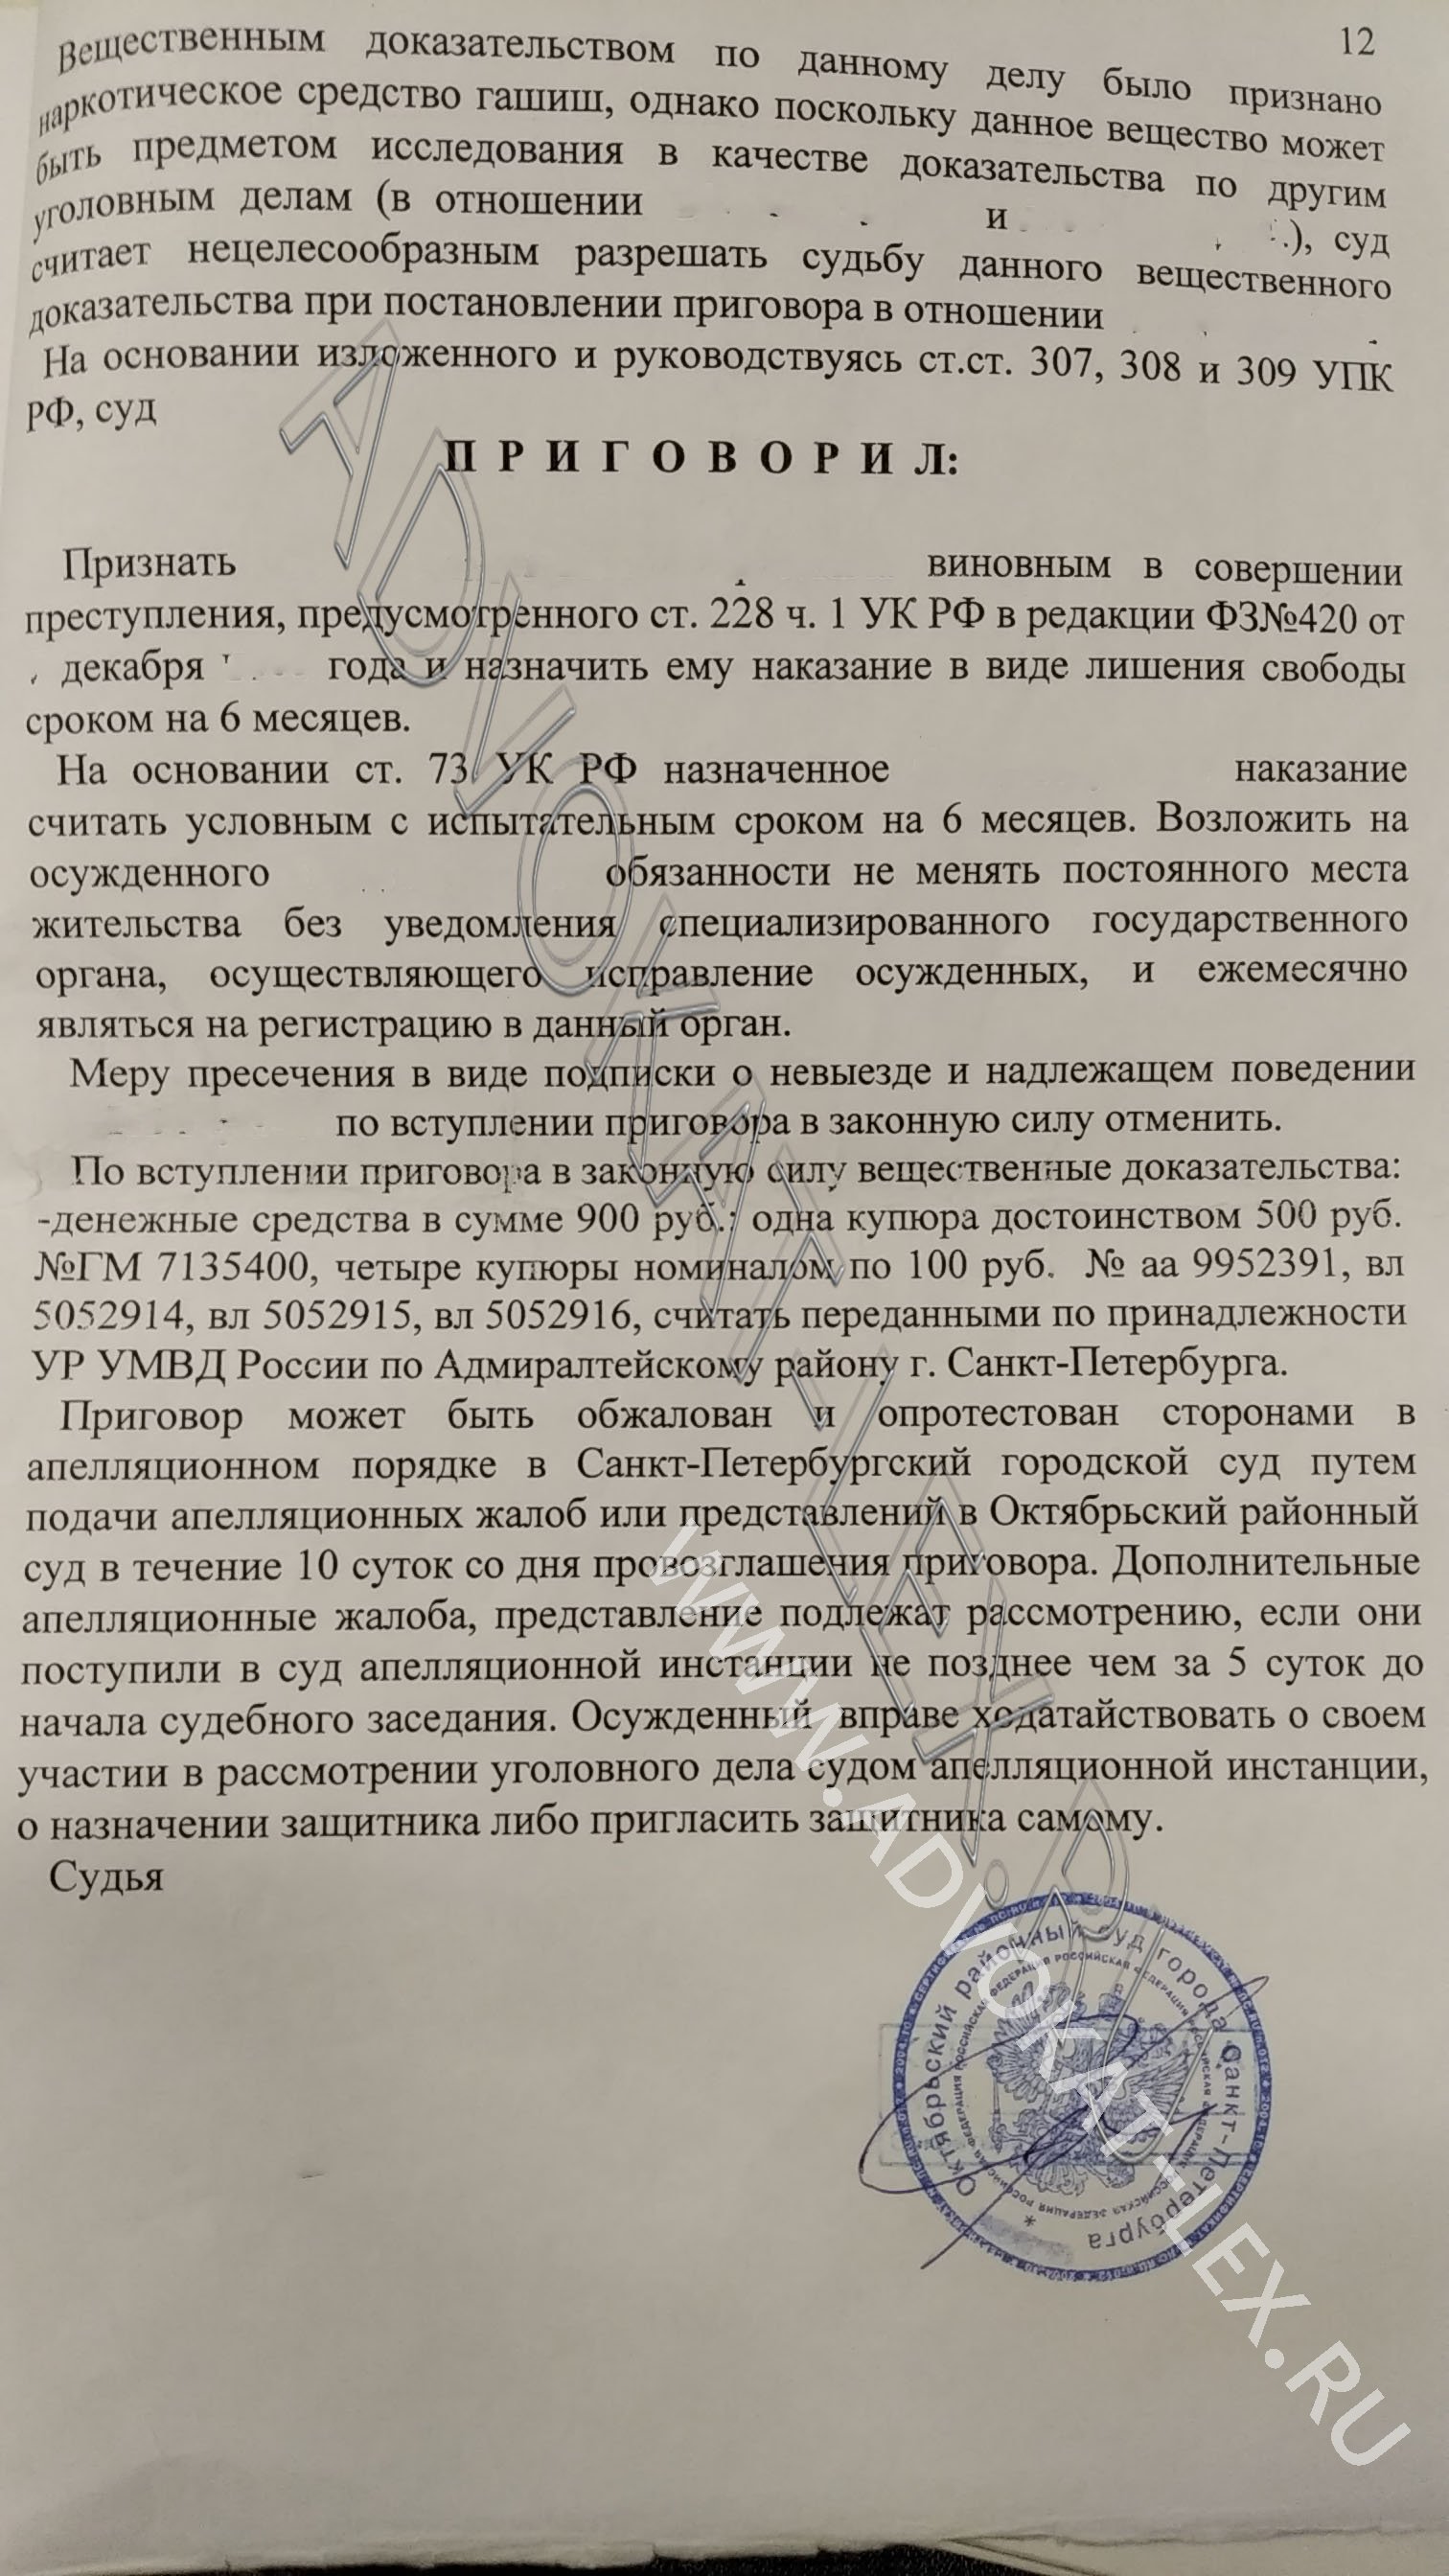 12
Вещественным доказательством по данному делу было признано
наркотическое средство гашиш, однако поскольку данное вещество может
быть предметом исследования в качестве доказательства по другим
уголовным делам (в отношении и .), суд
считает нецелесообразным разрешать судьбу данного вещественного
доказательства при постановлении приговора в отношении
На основании изложенного и руководствуясь ст.ст. 307, 308 и 309 УПК
РФ, суд
П Р И Г О В О Р И Л:
Признать виновным в совершении
преступления, предусмотренного ст. 228 ч. 1 УК РФ в редакции ФЗ№420 от
декабря года и назначить ему наказание в виде лишения свободы
сроком на 6 месяцев.
На основании ст. 73 УК РФ назначенное наказание
считать условным с испытательным сроком на 6 месяцев. Возложить на
осужденного обязанности не менять постоянного места
жительства без уведомления специализированного государственного
органа, осуществляющего исправление осужденных, и ежемесячно
являться на регистрацию в данный орган.
Меру пресечения в виде подписки о невыезде и надлежащем поведении
по вступлении приговора в законную силу отменить.
По вступлении приговора в законную силу вещественные доказательства:
-денежные средства в сумме 900 руб.: одна купюра достоинством 500 руб.
№ГМ 7135400, четыре купюры номиналом по 100 руб. № аа 9952391, вл
5052914, вл 5052915, вл 5052916, считать переданными по принадлежности
УР УМВД России по Адмиралтейскому району г. Санкт-Петербурга.
Приговор может быть обжалован и опротестован сторонами в
апелляционном порядке в Санкт-Петербургский городской суд путем
подачи апелляционных жалоб или представлений в Октябрьский районный
суд в течение 10 суток со дня провозглашения приговора. Дополнительные
апелляционные жалоба, представление подлежат рассмотрению, если они
поступили в суд апелляционной инстанции не позднее чем за 5 суток до
начала судебного заседания. Осужденный вправе ходатайствовать о своем
участии в рассмотрении уголовного дела судом апелляционной инстанции,
о назначении защитника либо пригласить защитника самому.
Судья
Октябрьский районный суд города Санкт-Петербурга
РОССИЙСКАЯ ФЕДЕРАЦИЯ
ADVOKAT-LEX.RU
WWW.ADVOKAT-LEX.RU